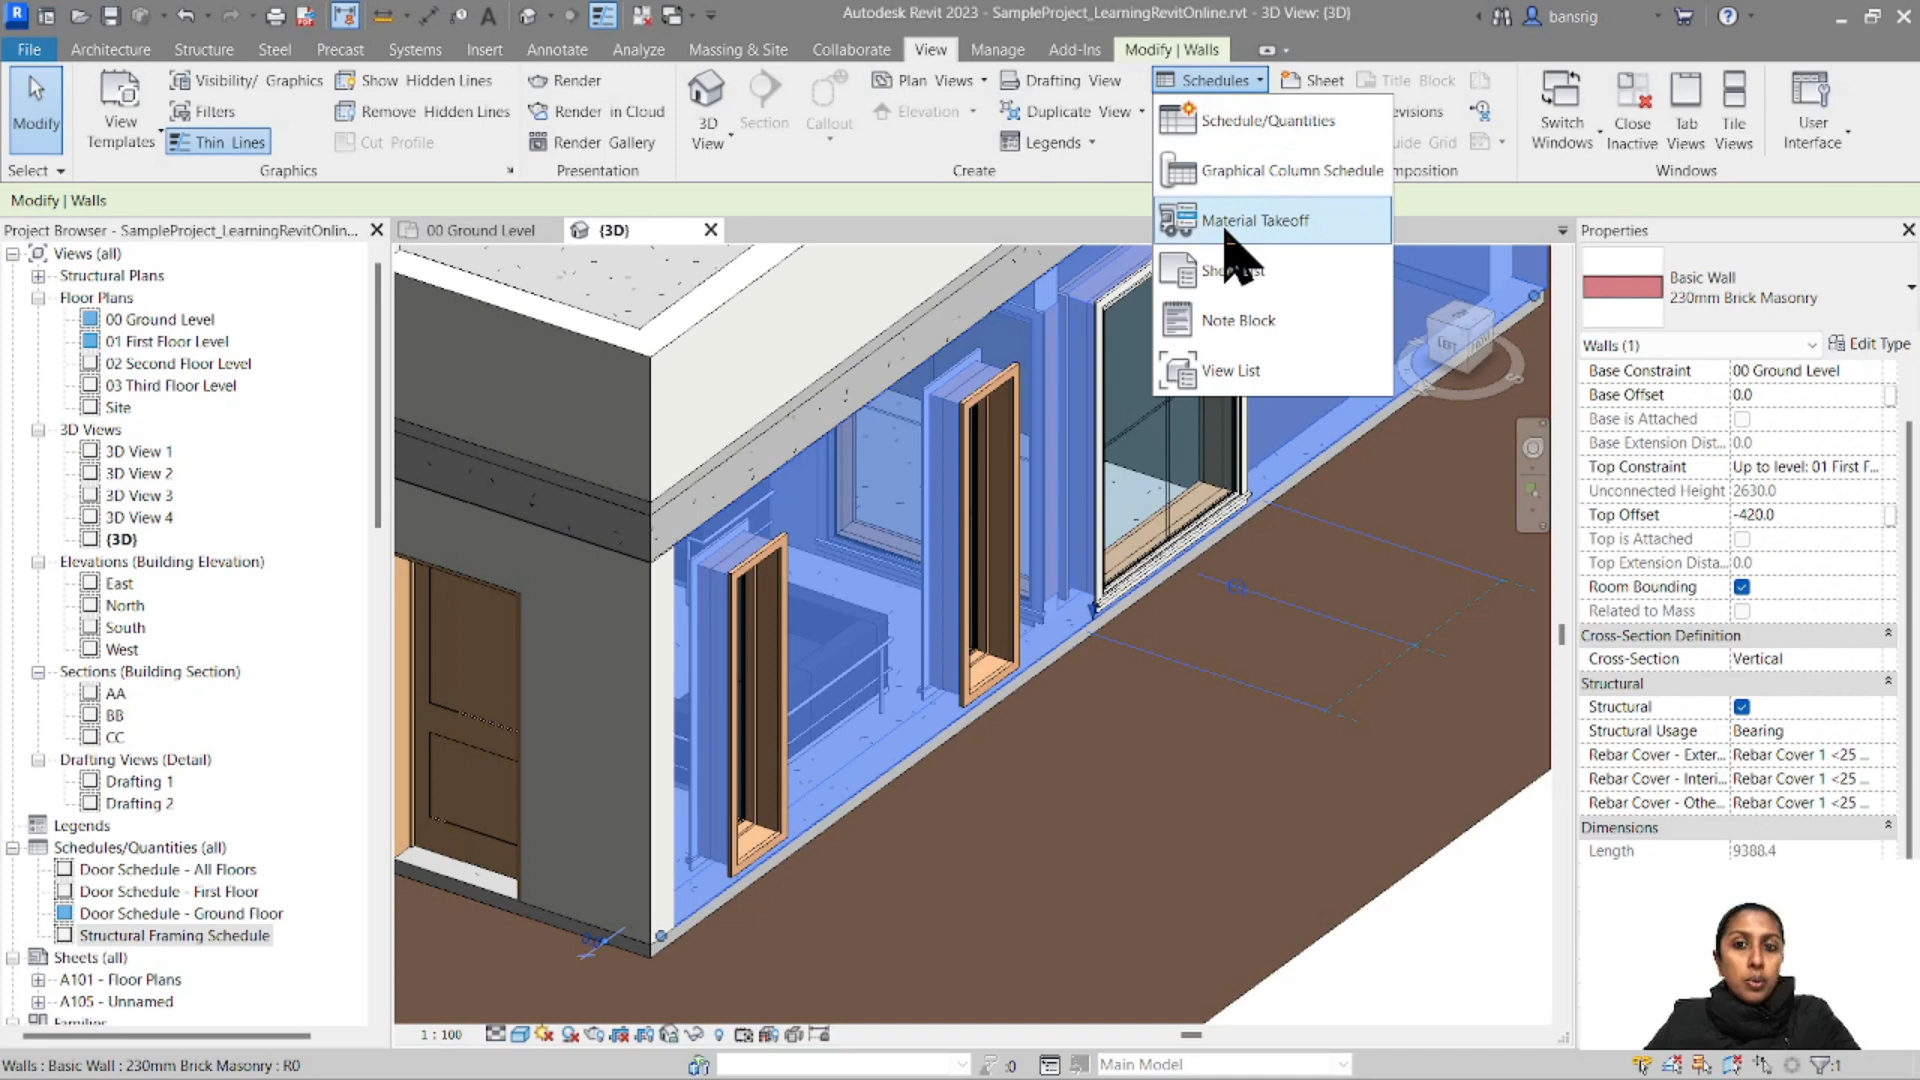 Autodesk Revit 2023 - SampleProject_LearningRevitOnline.rvt - 3D View: {3D}
bansrig
File Architecture Structure Steel Precast Systems Insert Annotate Analyze Massing & Site Collaborate View Manage Add-Ins Modify | Walls
Modify
View Templates
Visibility/ Graphics
Filters
Thin Lines
Show Hidden Lines
Remove Hidden Lines
Cut Profile
Render
Render in Cloud
Render Gallery
3D View
Section
Callout
Plan Views
Elevation
Drafting View
Duplicate View
Legends
Schedules
Sheet
Title Block
Switch Windows
Close Inactive
Tab Views
Tile Views
User Interface
Select
Graphics
Presentation
Create
Windows
Schedule/Quantities
Graphical Column Schedule
Material Takeoff
Note Block
View List
Modify | Walls
Project Browser - SampleProject_LearningRevitOnlin...
Views (all)
Structural Plans
Floor Plans
00 Ground Level
01 First Floor Level
02 Second Floor Level
03 Third Floor Level
Site
3D Views
3D View 1
3D View 2
3D View 3
3D View 4
{3D}
Elevations (Building Elevation)
East
North
South
West
Sections (Building Section)
AA
BB
CC
Drafting Views (Detail)
Drafting 1
Drafting 2
Legends
Schedules/Quantities (all)
Door Schedule - All Floors
Door Schedule - First Floor
Door Schedule - Ground Floor
Structural Framing Schedule
Sheets (all)
A101 - Floor Plans
A105 - Unnamed
Families
00 Ground Level
{3D}
LEFT
Properties
Basic Wall
230mm Brick Masonry
Walls (1)
Edit Type
Base Constraint 00 Ground Level
Base Offset 0.0
Base is Attached
Base Extension Dist... 0.0
Top Constraint Up to level: 01 First F...
Unconnected Height 2630.0
Top Offset -420.0
Top is Attached
Top Extension Dista... 0.0
Room Bounding
Related to Mass
Cross-Section Definition
Cross-Section Vertical
Structural
Structural
Structural Usage Bearing
Rebar Cover - Exter... Rebar Cover 1 <25 ...
Rebar Cover - Interi... Rebar Cover 1 <25 ...
Rebar Cover - Othe... Rebar Cover 1 <25 ...
Dimensions
Length 9388.4
1 : 100
Walls : Basic Wall : 230mm Brick Masonry : R0
:0
Main Model
:1